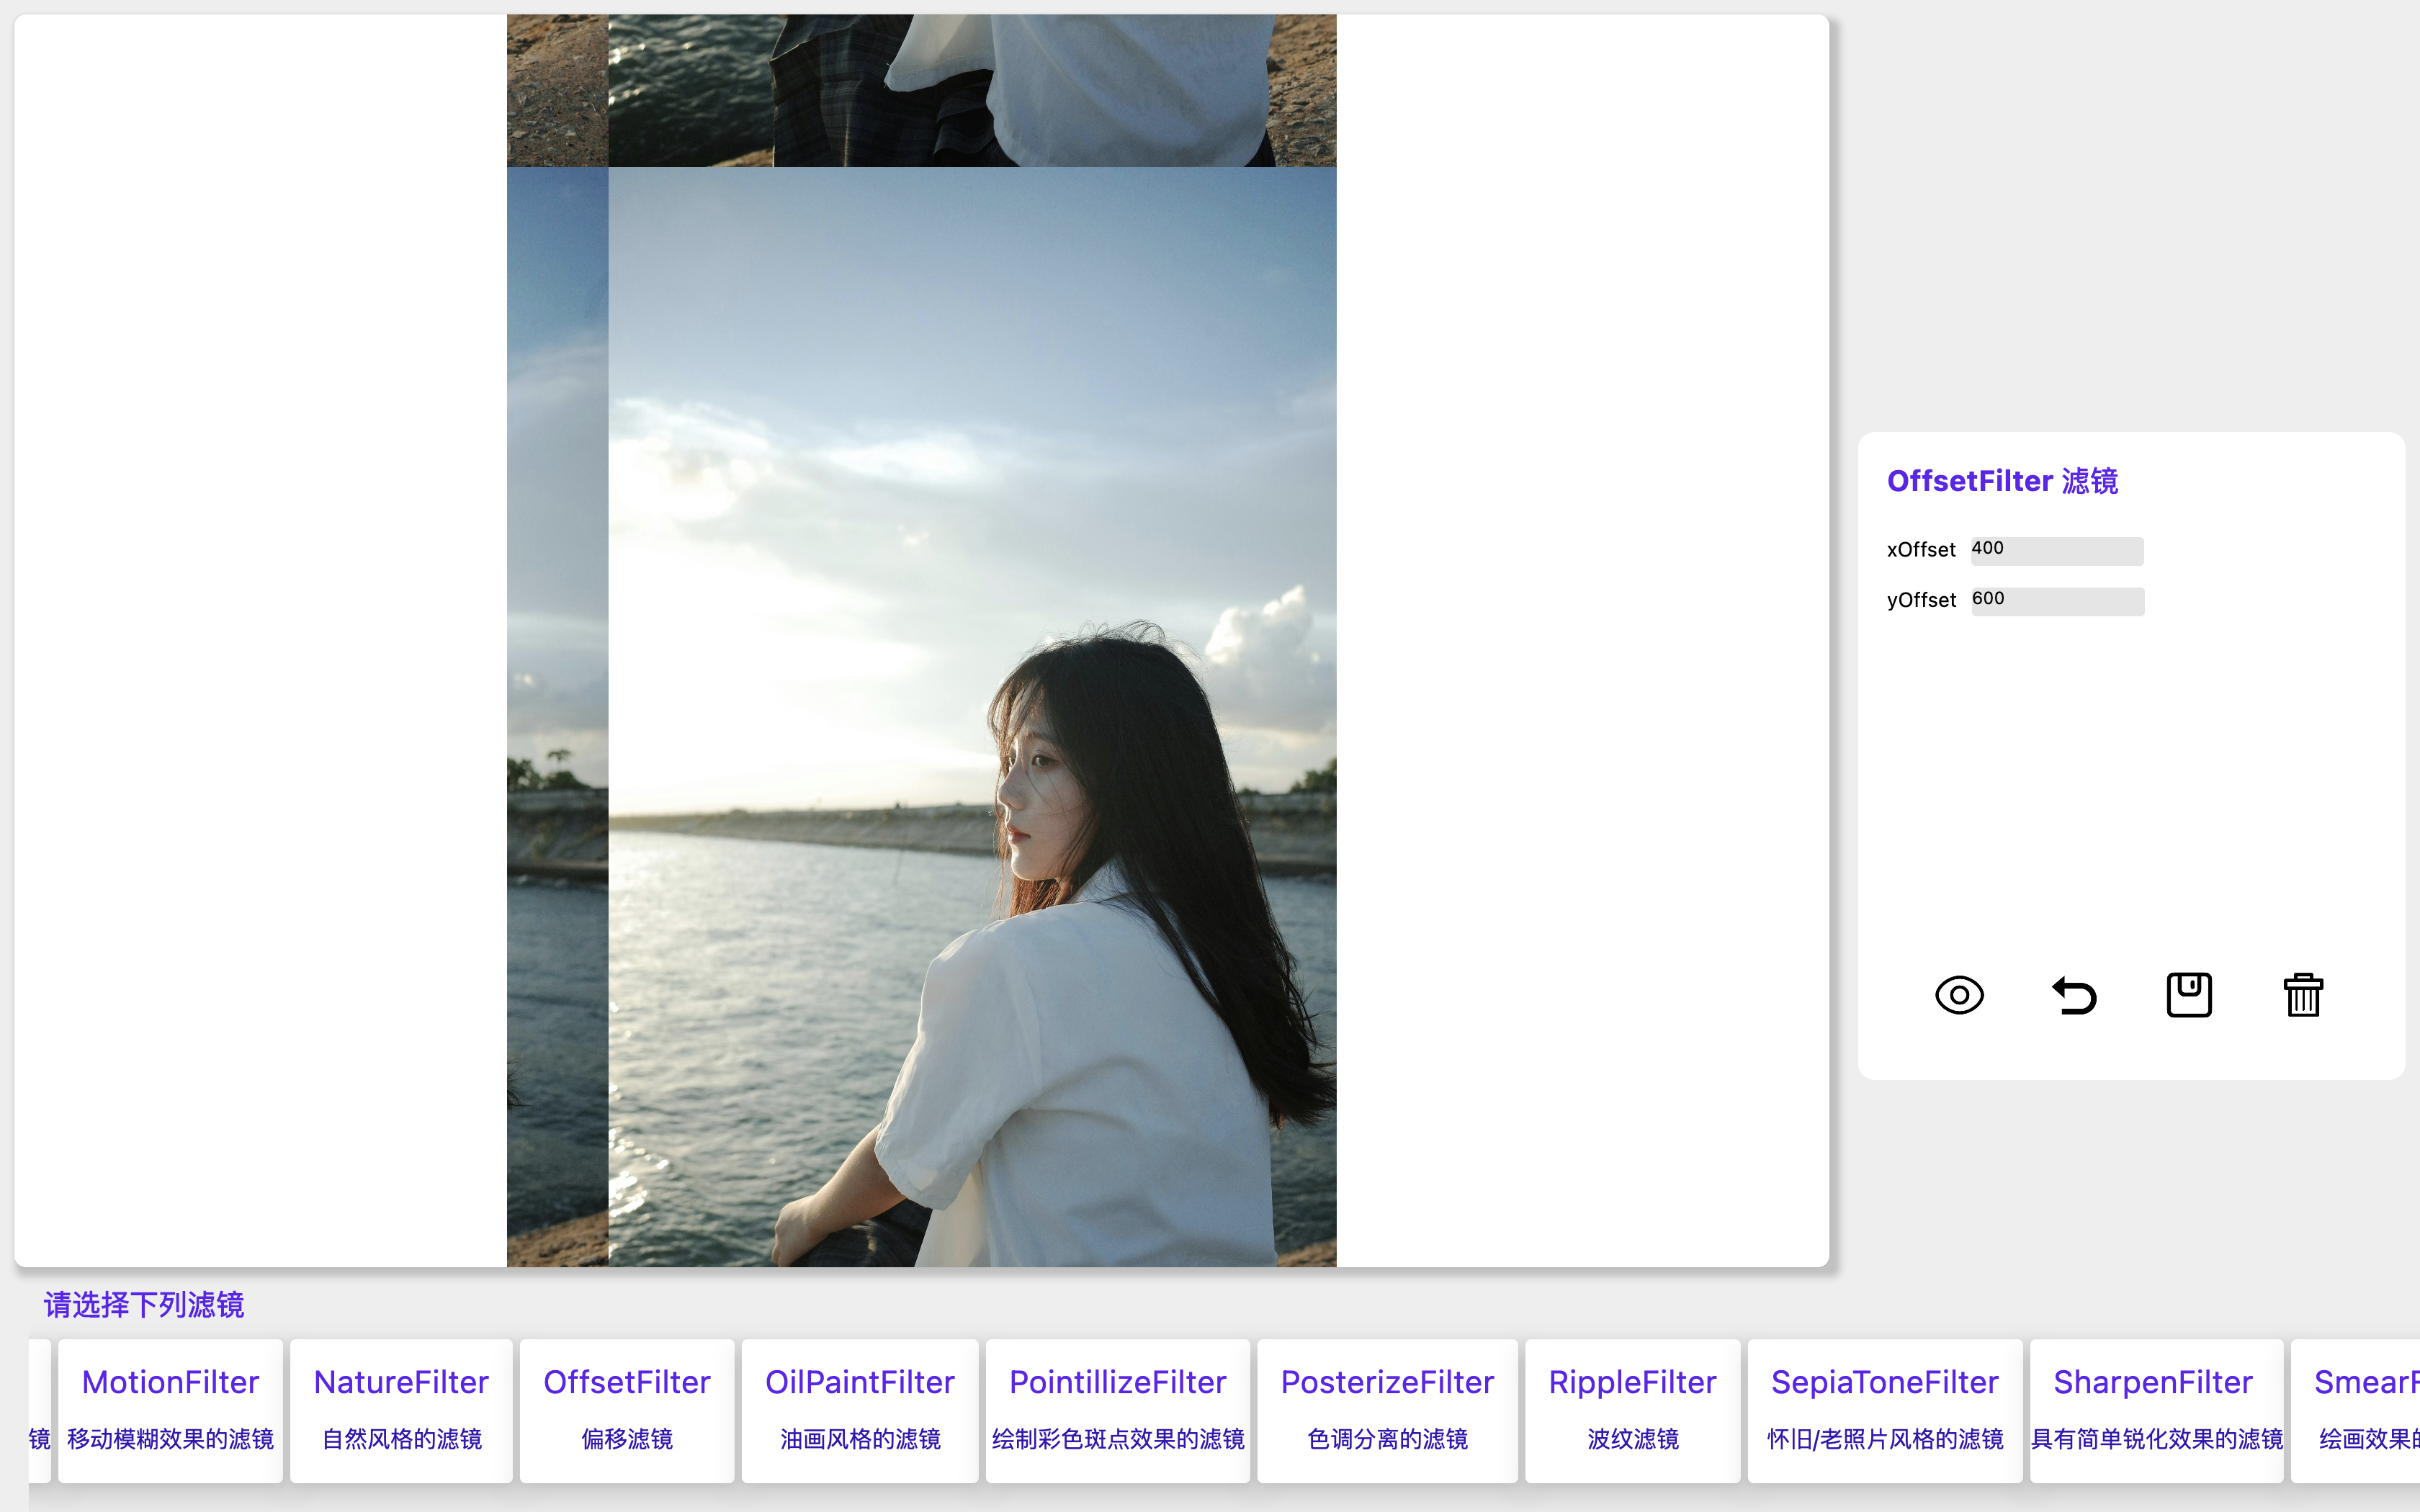 OffsetFilter 滤镜
xOffset 400
yOffset 600
请选择下列滤镜
MotionFilter
NatureFilter
OffsetFilter
OilPaintFilter
PointillizeFilter
PosterizeFilter
RippleFilter
SepiaToneFilter
SharpenFilter
SmearF
镜
移动模糊效果的滤镜
自然风格的滤镜
偏移滤镜
油画风格的滤镜
绘制彩色斑点效果的滤镜
色调分离的滤镜
波纹滤镜
怀旧/老照片风格的滤镜
具有简单锐化效果的滤镜
绘画效果